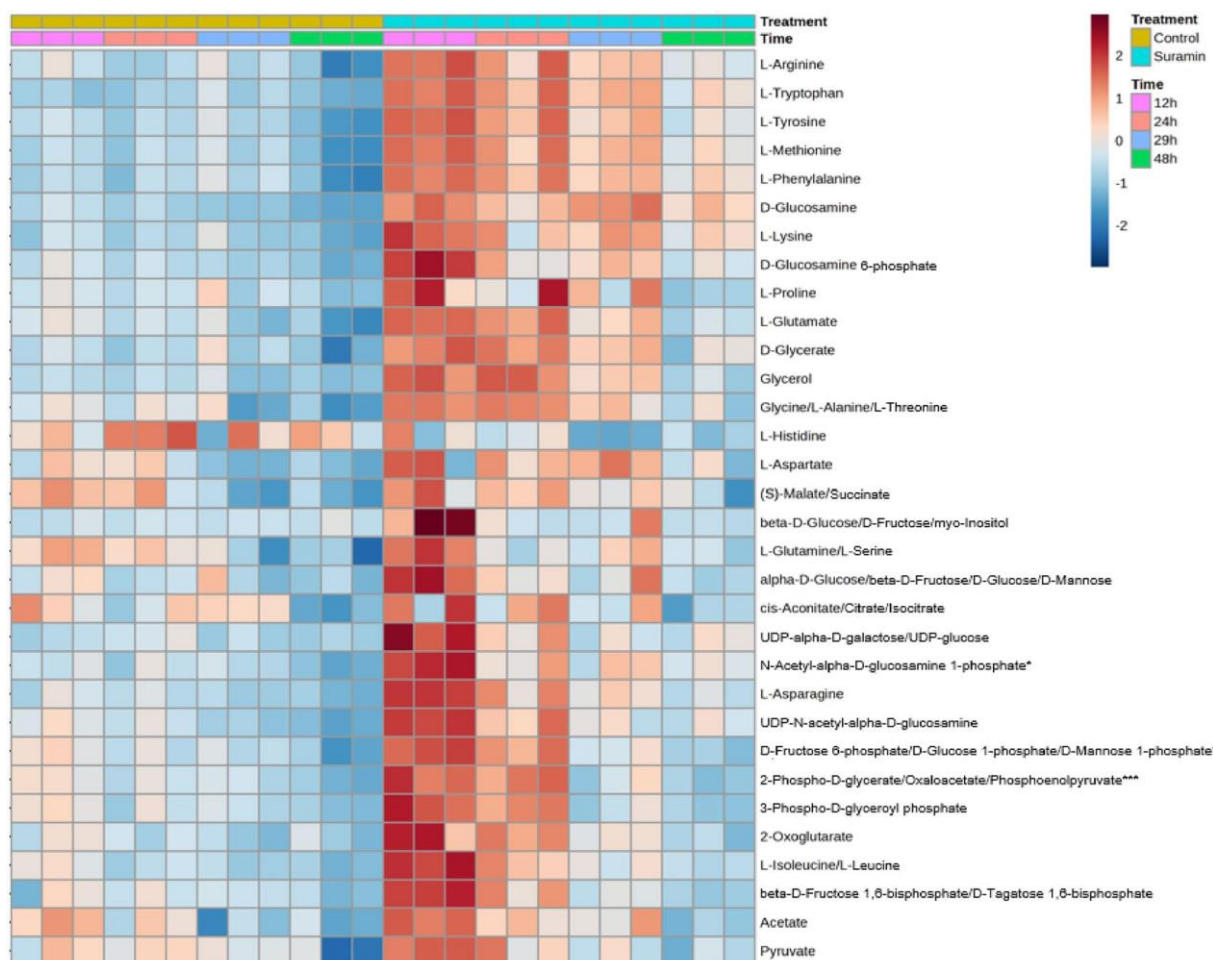 Treatment
Time
L-Arginine
L-Tryptophan
L-Tyrosine
L-Methionine
L-Phenylalanine
D-Glucosamine
L-Lysine
D-Glucosamine 6-phosphate
L-Proline
L-Glutamate
D-Glycerate
Glycerol
Glycine/L-Alanine/L-Threonine
L-Histidine
L-Aspartate
(S)-Malate/Succinate
beta-D-Glucose/D-Fructose/myo-Inositol
L-Glutamine/L-Serine
alpha-D-Glucose/beta-D-Fructose/D-Glucose/D-Mannose
cis-Aconitate/Citrate/Isocitrate
UDP-alpha-D-galactose/UDP-glucose
N-Acetyl-alpha-D-glucosamine 1-phosphate*
L-Asparagine
UDP-N-acetyl-alpha-D-glucosamine
D-Fructose 6-phosphate/D-Glucose 1-phosphate/D-Mannose 1-phosphate
2-Phospho-D-glycerate/Oxaloacetate/Phosphoenolpyruvate***
3-Phospho-D-glyceroyl phosphate
2-Oxoglutarate
L-Isoleucine/L-Leucine
beta-D-Fructose 1,6-bisphosphate/D-Tagatose 1,6-bisphosphate
Acetate
Pyruvate
2
1
0
-1
-2
Treatment
Control
Suramin
Time
12h
24h
29h
48h